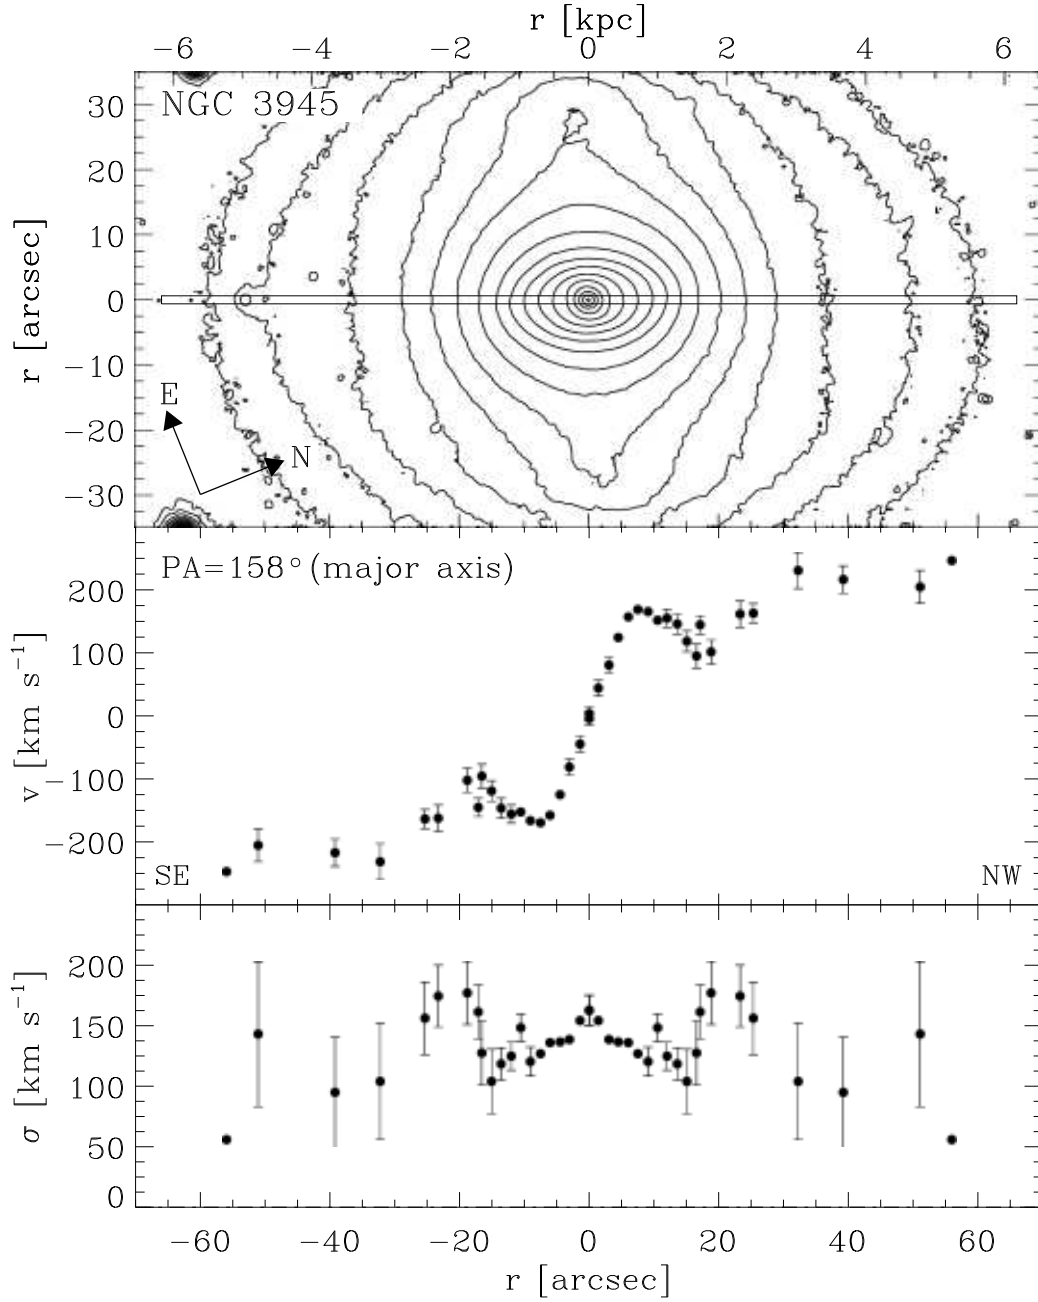 r [kpc]
−6 −4 −2 0 2 4 6
NGC 3945
30
20
10
0
−10
−20
−30
r [arcsec]
E
N
PA=158°(major axis)
200
100
0
−100
−200
v [km s−1]
SE
NW
200
150
100
50
0
σ [km s−1]
−60 −40 −20 0 20 40 60
r [arcsec]